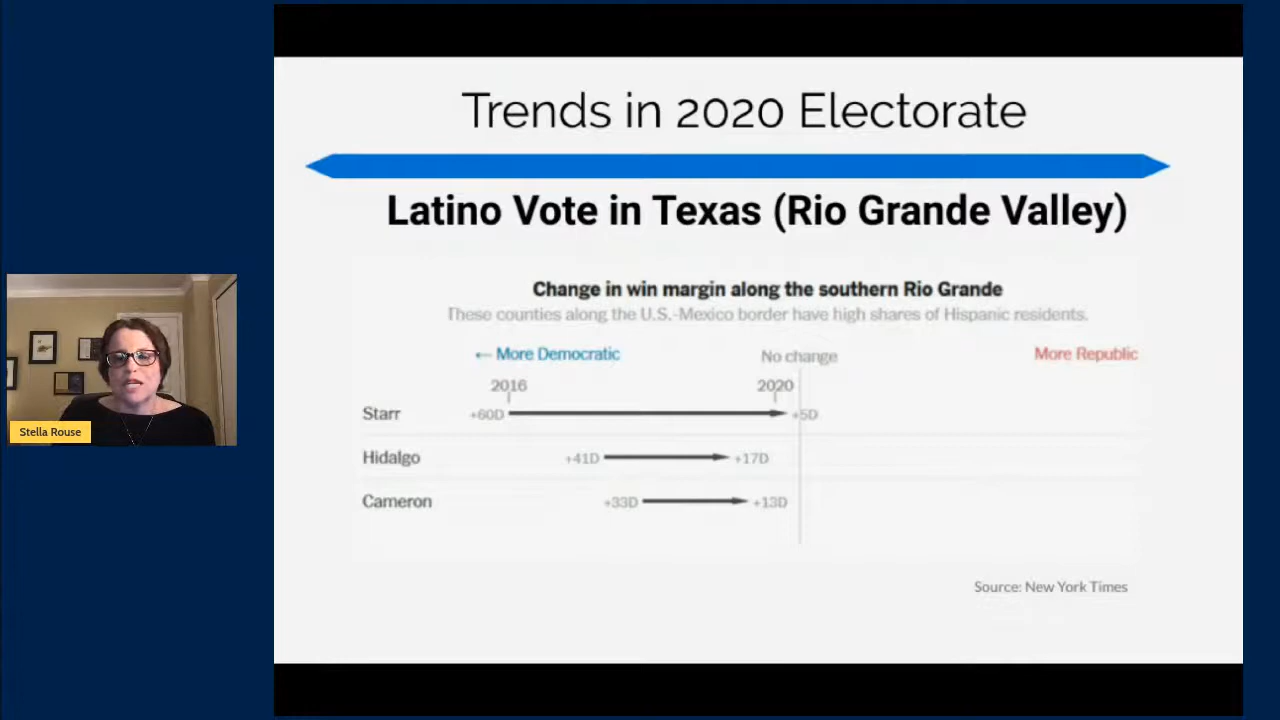 Trends in 2020 Electorate
Latino Vote in Texas (Rio Grande Valley)
Change in win margin along the southern Rio Grande
These counties along the U.S.-Mexico border have high shares of Hispanic residents.
← More Democratic No change More Republic
2016 2020
Starr +60D +5D
Hidalgo +41D +17D
Cameron +33D +13D
Source: New York Times
Stella Rouse